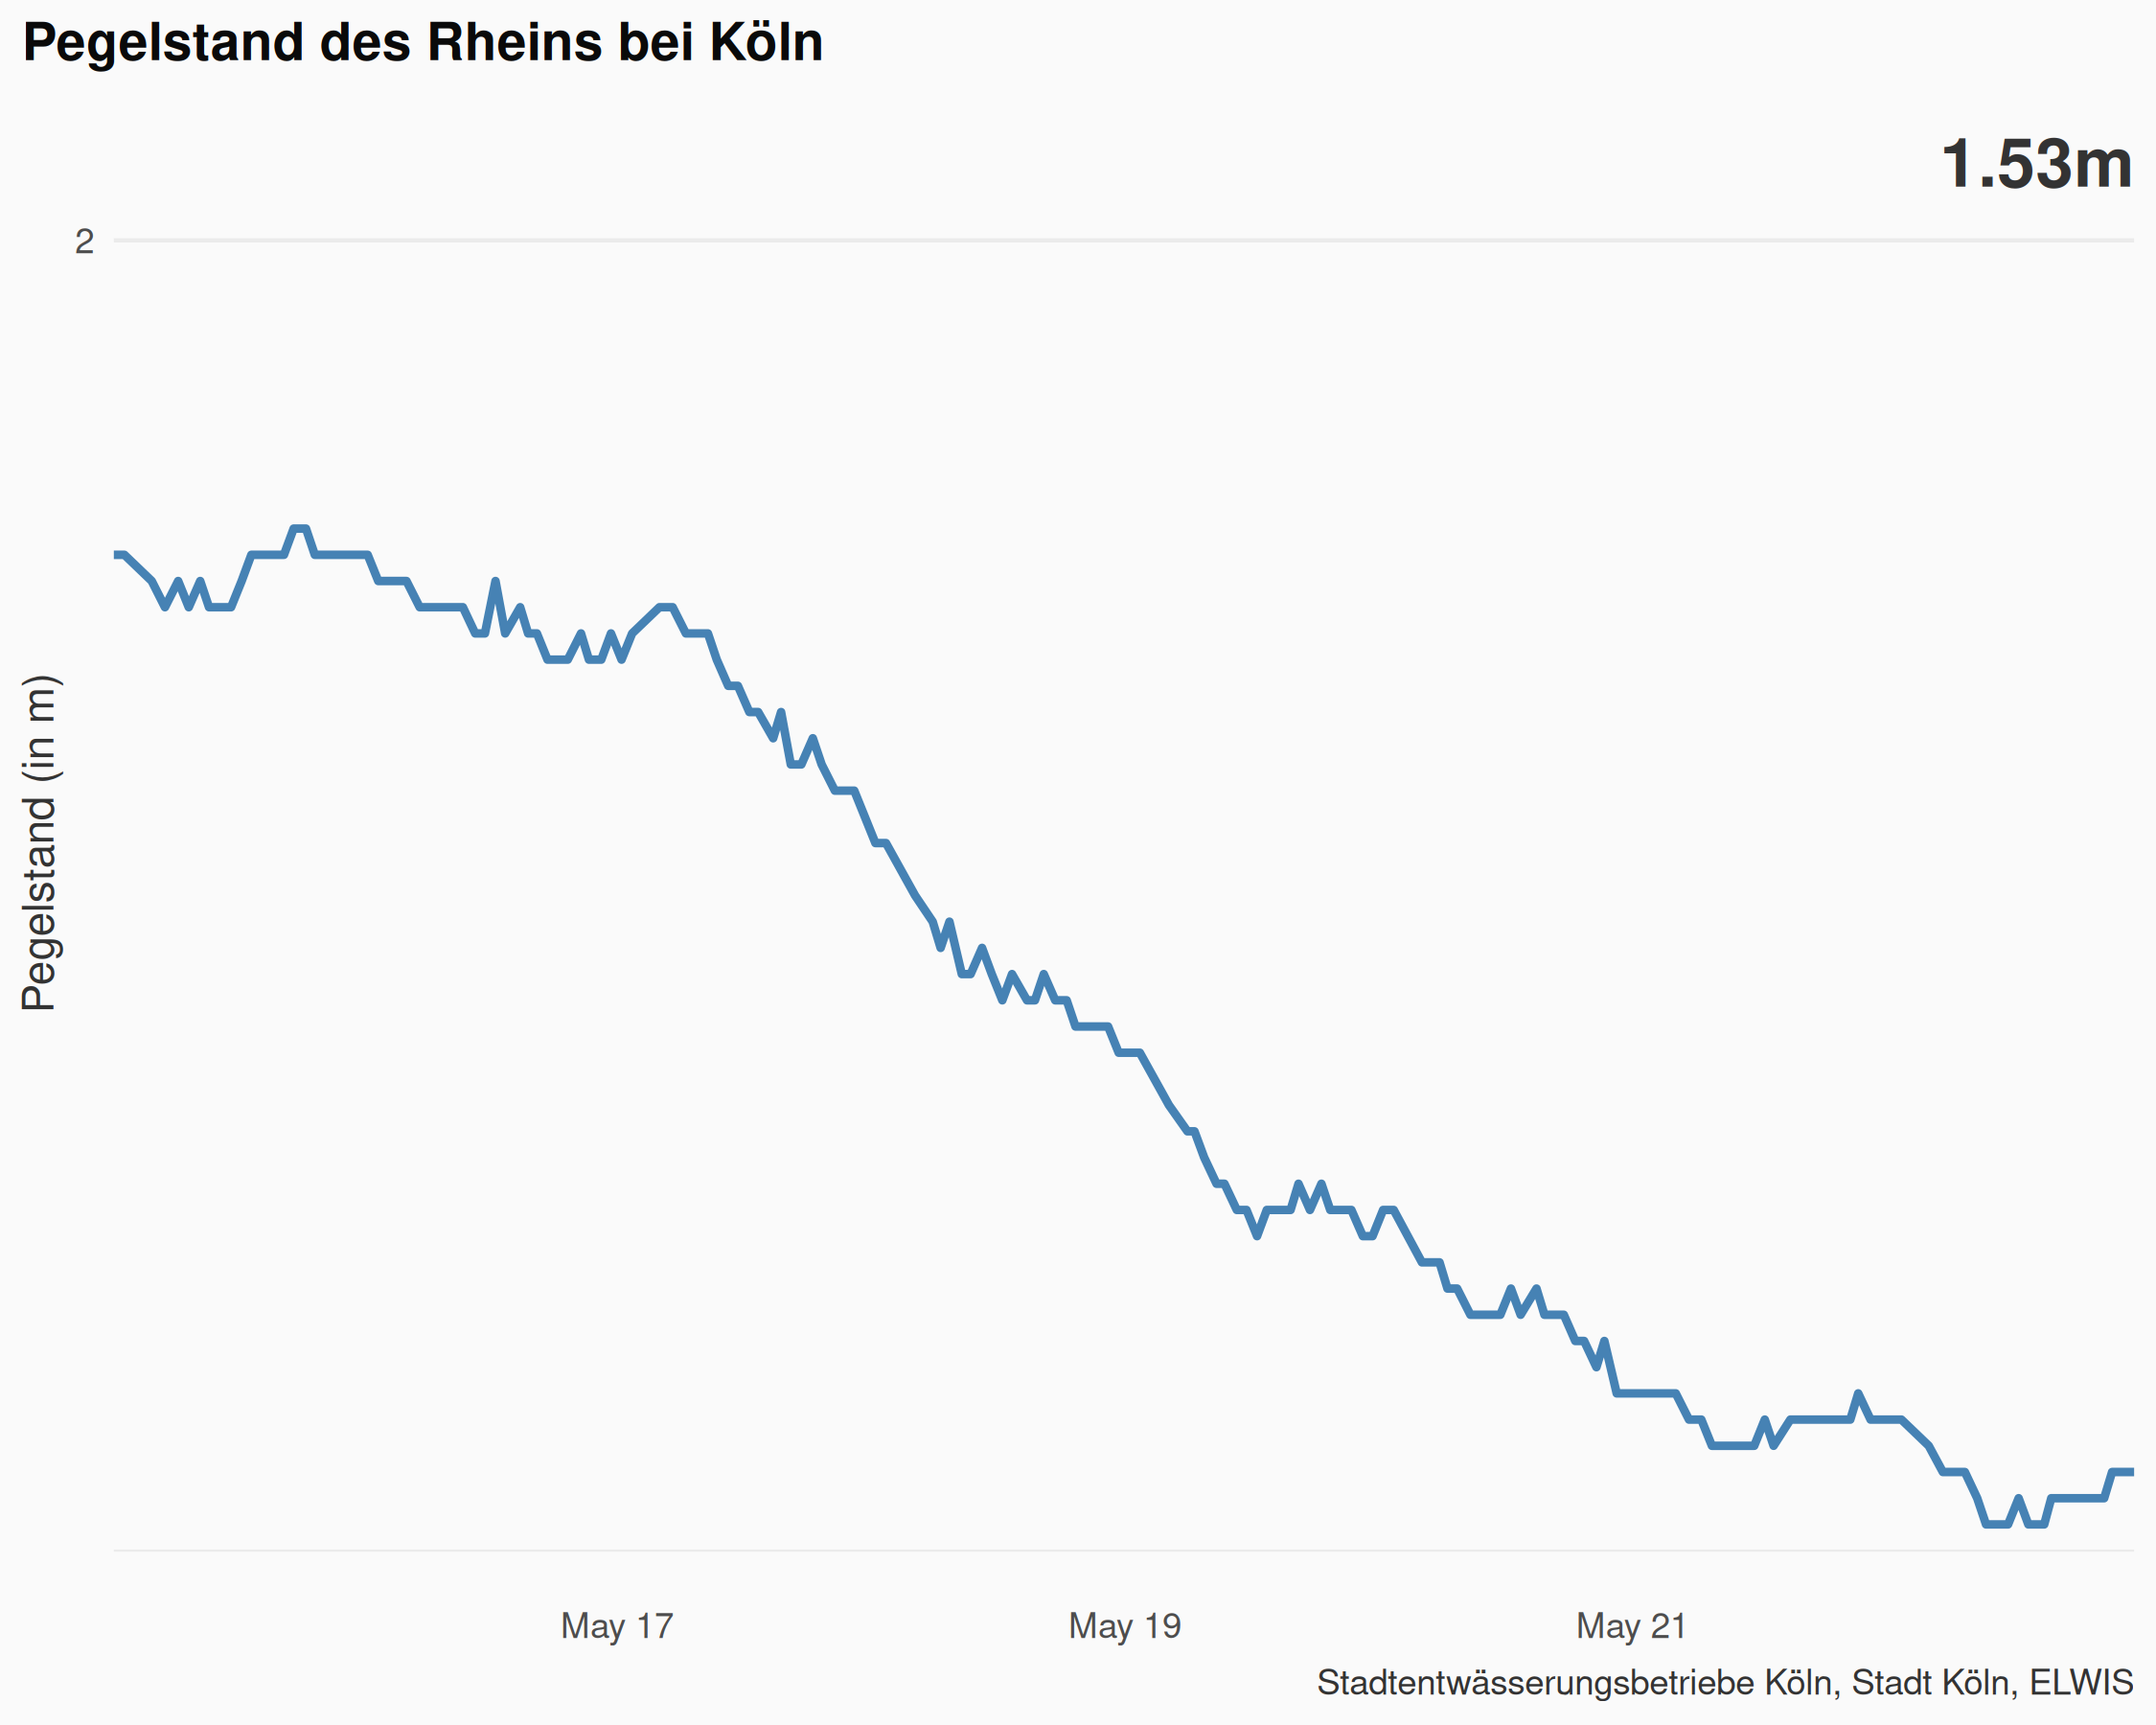 Pegelstand des Rheins bei Köln
1.53m
2
Pegelstand (in m)
May 17
May 19
May 21
Stadtentwässerungsbetriebe Köln, Stadt Köln, ELWIS